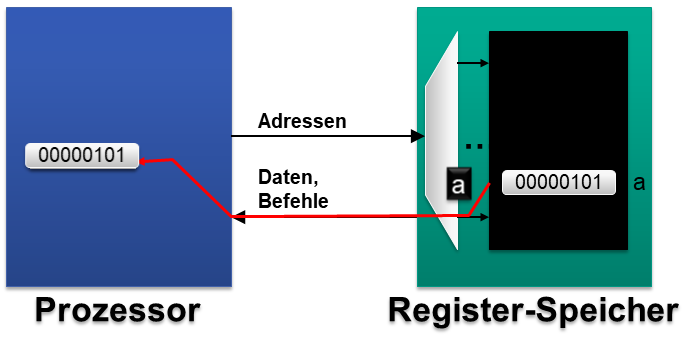 Adressen
00000101
Daten,
Befehle
..
a
00000101
a
Prozessor
Register-Speicher